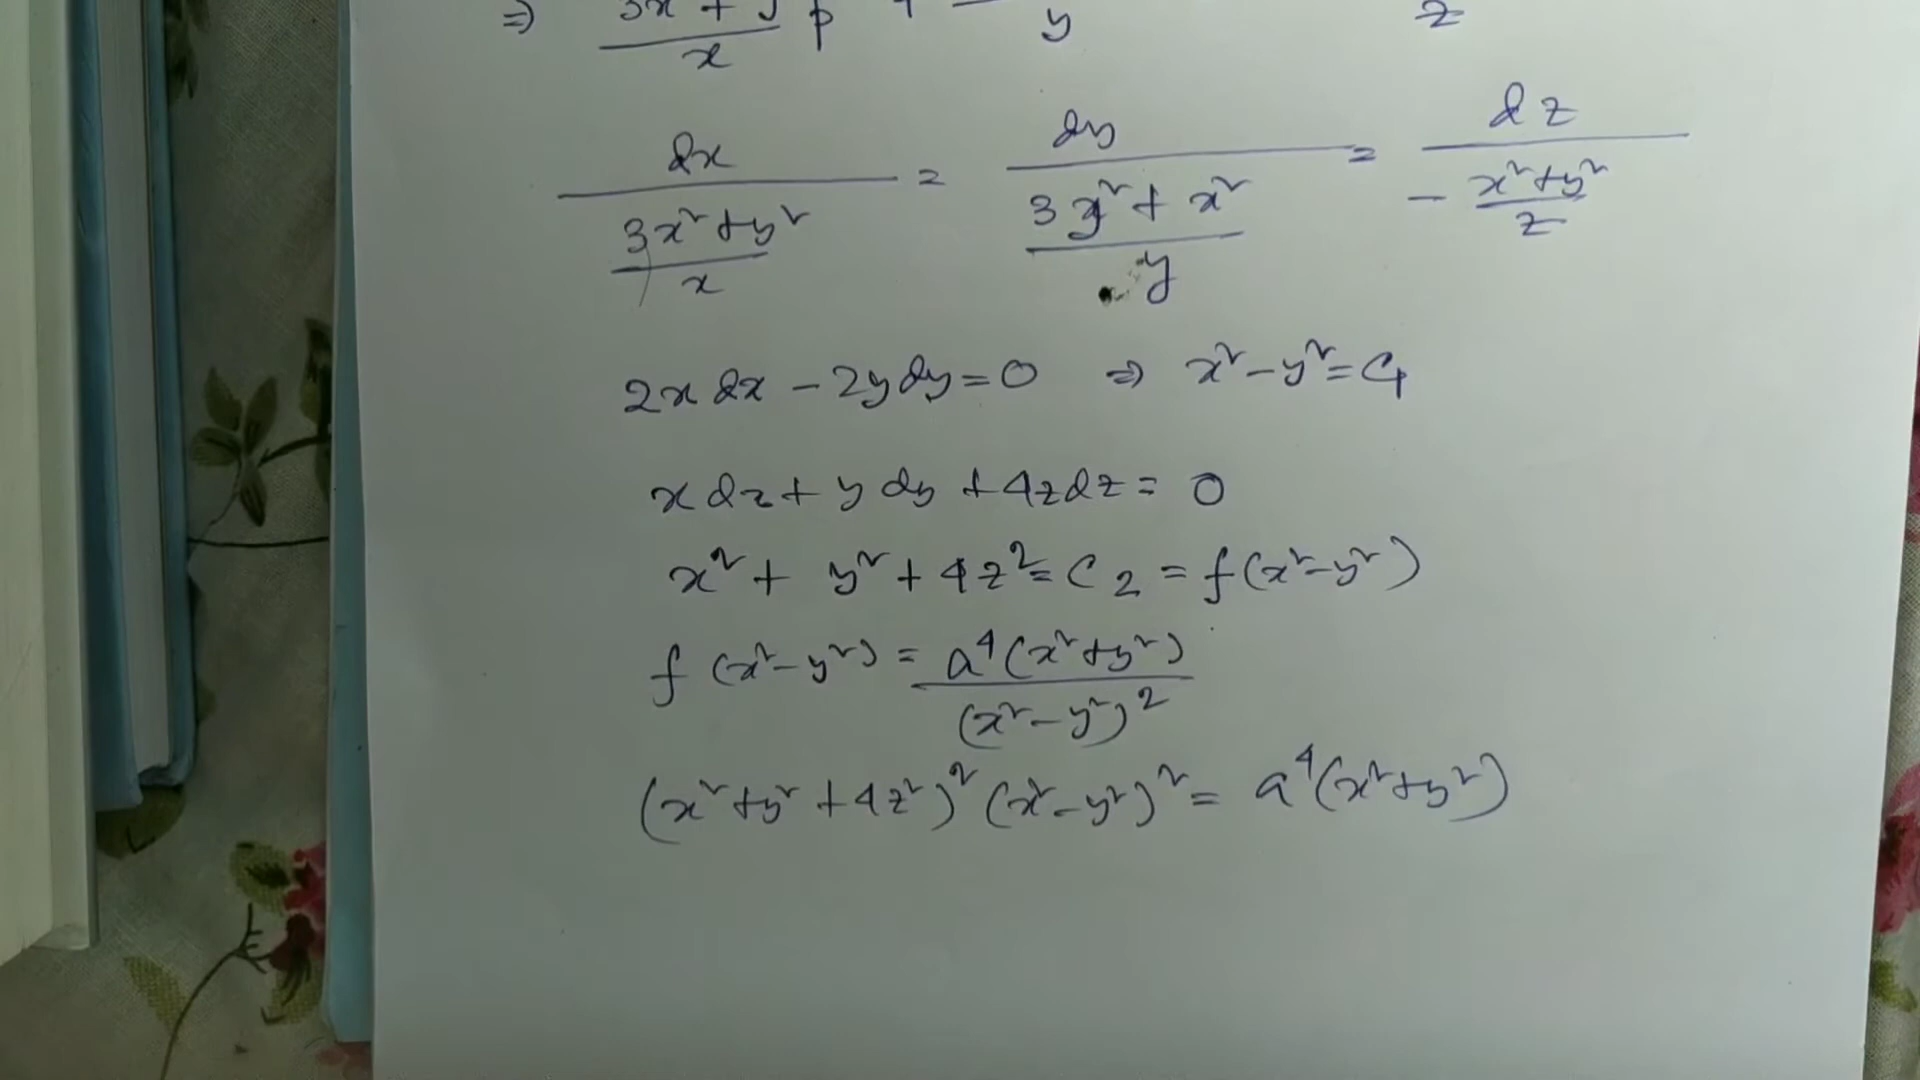 ⇒ (3x + y)/x p + y z
dx/((3x²+y²)/x) = dy/((3y²+x²)/y) = dz/(-(x²+y²)/z)
2x dx - 2y dy = 0 ⇒ x² - y² = C₁
x dx + y dy + 4z dz = 0
x² + y² + 4z² = C₂ = f(x² - y²)
f(x² - y²) = a⁴(x² + y²)/(x² - y²)²
(x² + y² + 4z²)² (x² - y²)² = a⁴(x² + y²)